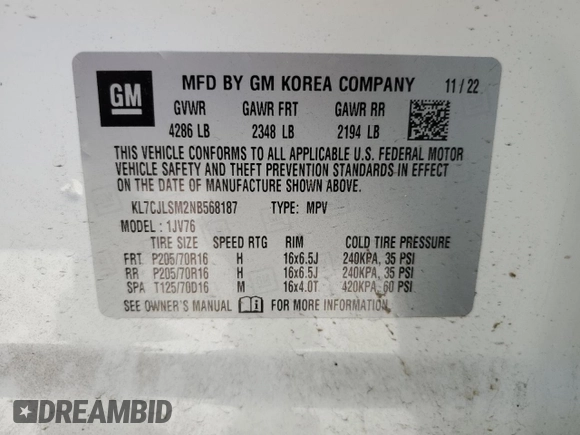 GM
MFD BY GM KOREA COMPANY 11 / 22
GVWR GAWR FRT GAWR RR
4286 LB 2348 LB 2194 LB
THIS VEHICLE CONFORMS TO ALL APPLICABLE U.S. FEDERAL MOTOR
VEHICLE SAFETY AND THEFT PREVENTION STANDARDS IN EFFECT ON
THE DATE OF MANUFACTURE SHOWN ABOVE.
KL7CJLSM2NB568187 TYPE: MPV
MODEL : 1JV76
TIRE SIZE SPEED RTG RIM COLD TIRE PRESSURE
FRT P205/70R16 H 16x6.5J 240KPA, 35 PSI
RR P205/70R16 H 16x6.5J 240KPA, 35 PSI
SPA T125/70D16 M 16x4.0T 420KPA, 60 PSI
SEE OWNER'S MANUAL FOR MORE INFORMATION
DREAMBID